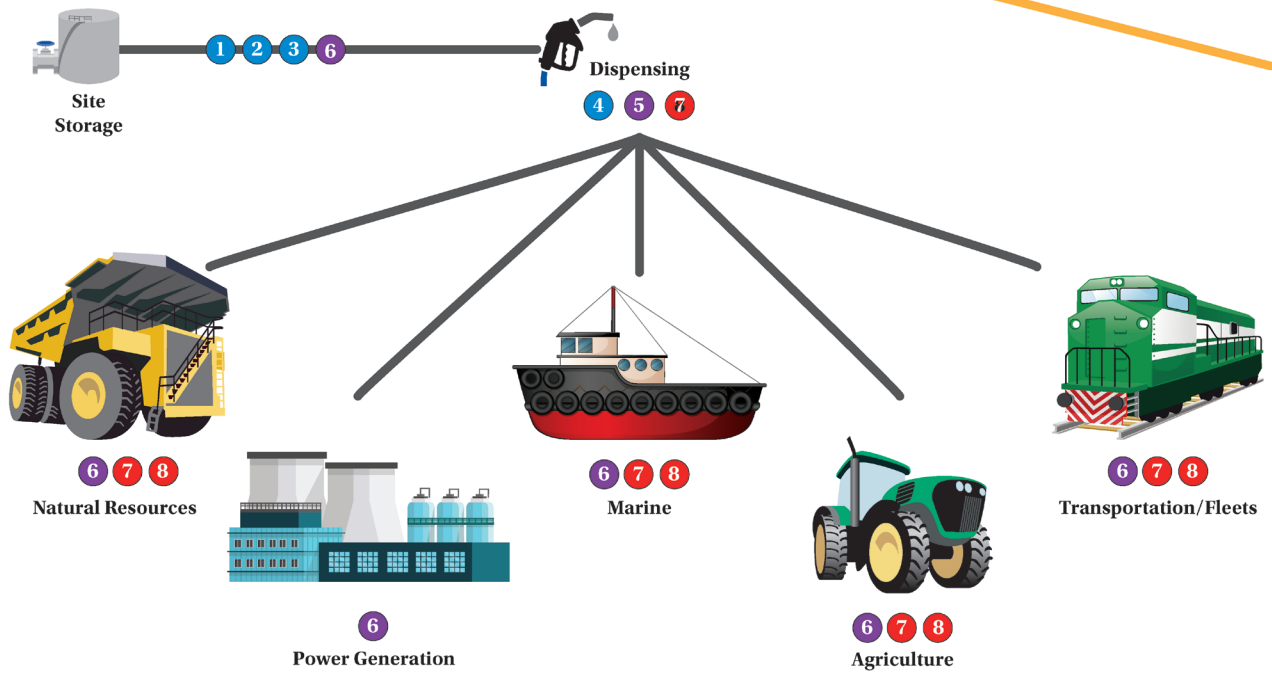 1 2 3 6
Dispensing
Site
Storage
4 5
6 7 8
Natural Resources
6 7 8
Marine
6 7 8
Transportation/Fleets
6
Power Generation
6 7 8
Agriculture